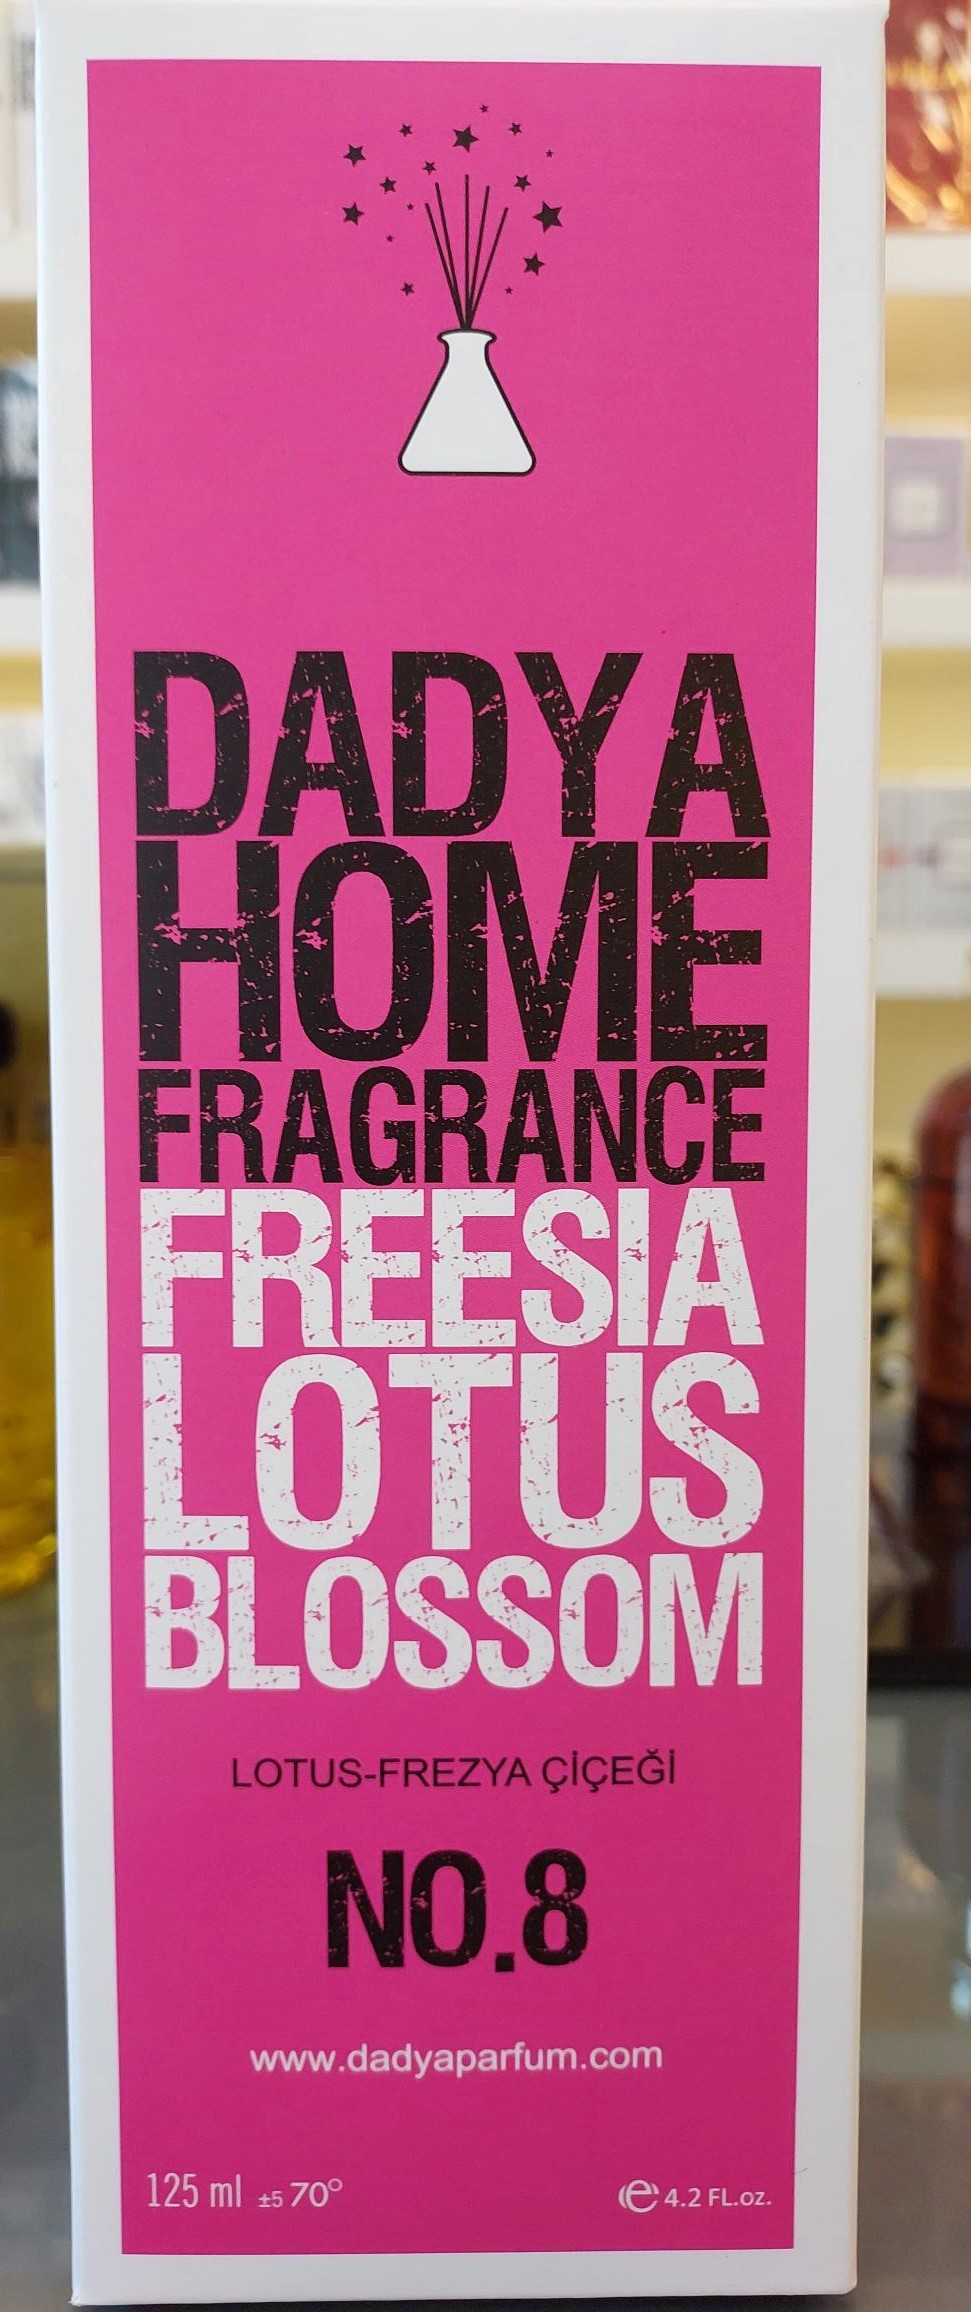 DADYA
HOME
FRAGRANCE
FREESIA
LOTUS
BLOSSOM
LOTUS-FREZYA ÇİÇEĞİ
NO.8
www.dadyaparfum.com
125 ml ±5 70° ℮ 4.2 FL.oz.